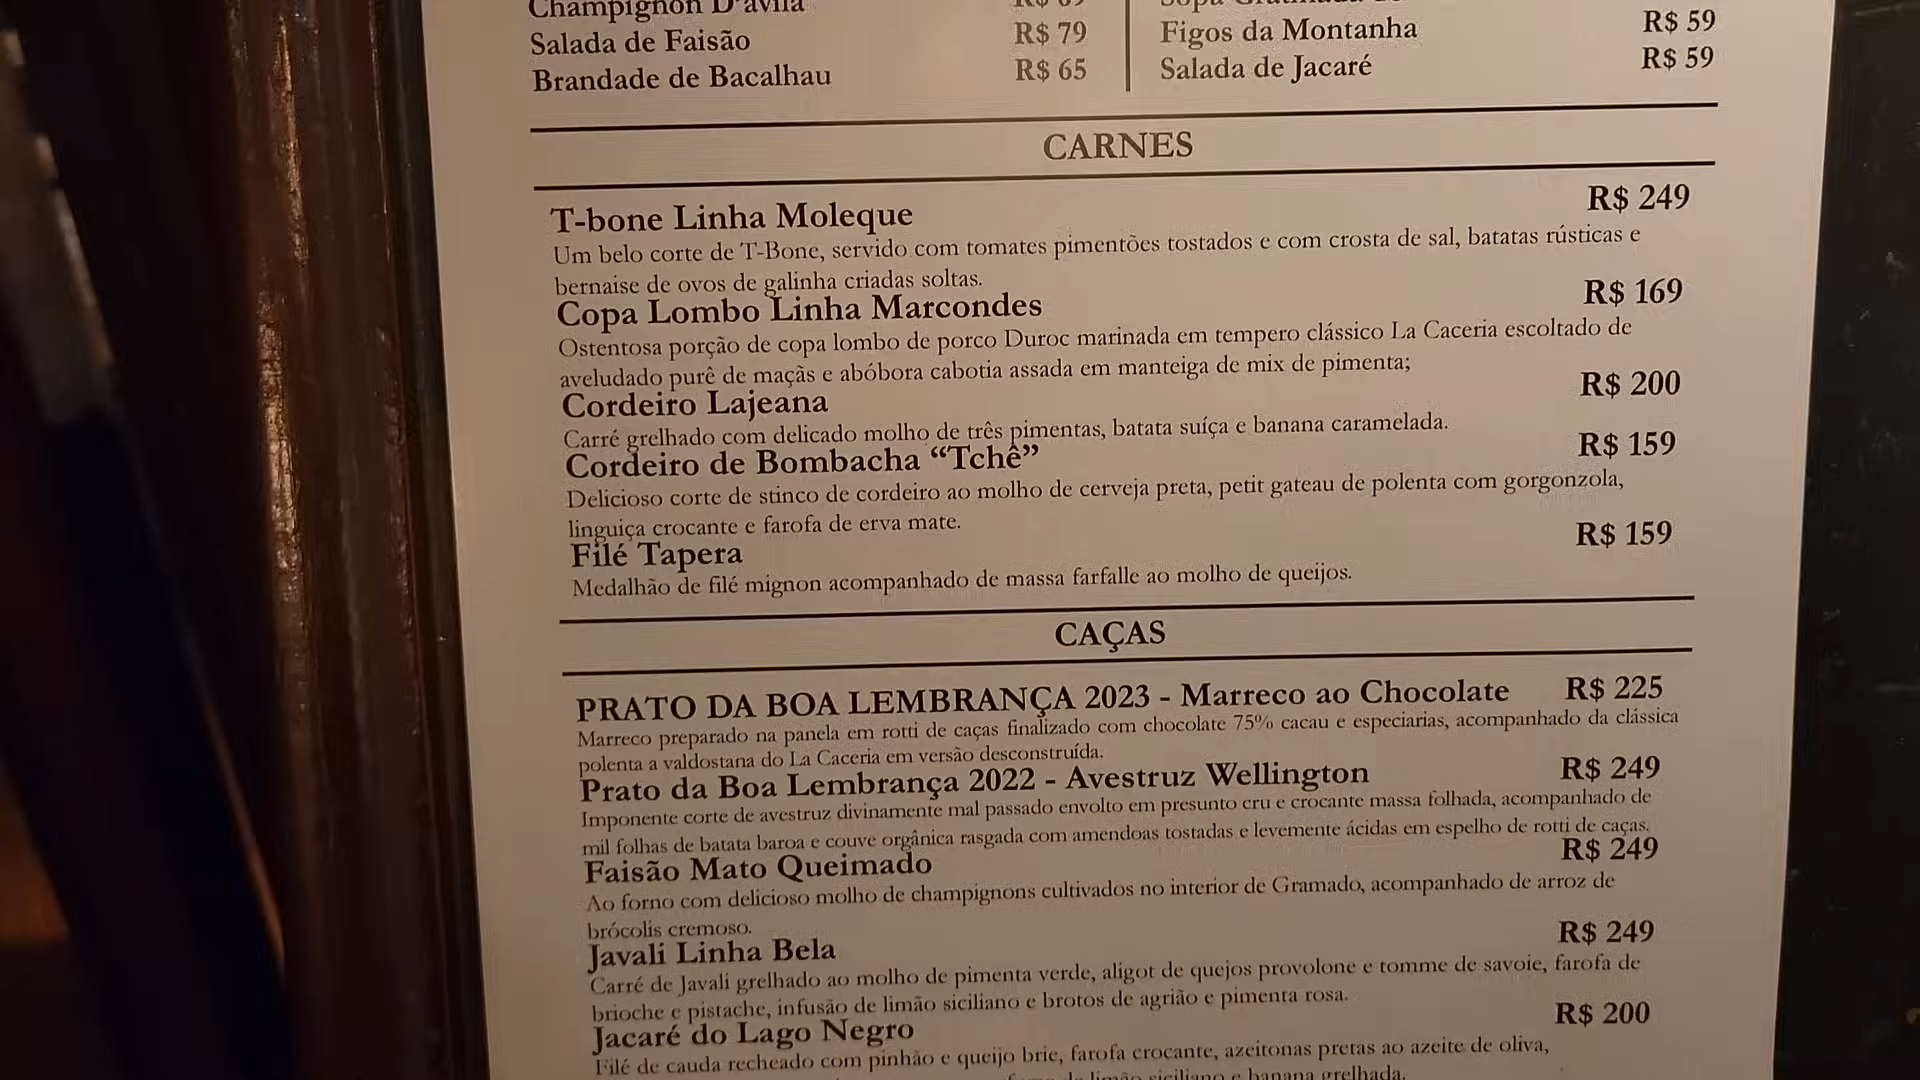 Champignon D'avila
Salada de Faisão R$ 79
Brandade de Bacalhau R$ 65
Figos da Montanha R$ 59
Salada de Jacaré R$ 59
CARNES
T-bone Linha Moleque R$ 249
Um belo corte de T-Bone, servido com tomates pimentões tostados e com crosta de sal, batatas rústicas e
bernaise de ovos de galinha criadas soltas.
Copa Lombo Linha Marcondes R$ 169
Ostentosa porção de copa lombo de porco Duroc marinada em tempero clássico La Caceria escoltado de
aveludado purê de maçãs e abóbora cabotia assada em manteiga de mix de pimenta;
Cordeiro Lajeana R$ 200
Carré grelhado com delicado molho de três pimentas, batata suíça e banana caramelada.
Cordeiro de Bombacha “Tchê” R$ 159
Delicioso corte de stinco de cordeiro ao molho de cerveja preta, petit gateau de polenta com gorgonzola,
linguiça crocante e farofa de erva mate.
Filé Tapera R$ 159
Medalhão de filé mignon acompanhado de massa farfalle ao molho de queijos.
CAÇAS
PRATO DA BOA LEMBRANÇA 2023 - Marreco ao Chocolate R$ 225
Marreco preparado na panela em rotti de caças finalizado com chocolate 75% cacau e especiarias, acompanhado da clássica
polenta a valdostana do La Caceria em versão desconstruída.
Prato da Boa Lembrança 2022 - Avestruz Wellington R$ 249
Imponente corte de avestruz divinamente mal passado envolto em presunto cru e crocante massa folhada, acompanhado de
mil folhas de batata baroa e couve orgânica rasgada com amendoas tostadas e levemente ácidas em espelho de rotti de caças.
Faisão Mato Queimado R$ 249
Ao forno com delicioso molho de champignons cultivados no interior de Gramado, acompanhado de arroz de
brócolis cremoso.
Javali Linha Bela R$ 249
Carré de Javali grelhado ao molho de pimenta verde, aligot de quejos provolone e tomme de savoie, farofa de
brioche e pistache, infusão de limão siciliano e brotos de agrião e pimenta rosa.
Jacaré do Lago Negro R$ 200
Filé de cauda recheado com pinhão e queijo brie, farofa crocante, azeitonas pretas ao azeite de oliva,
limão siciliano e banana grelhada.